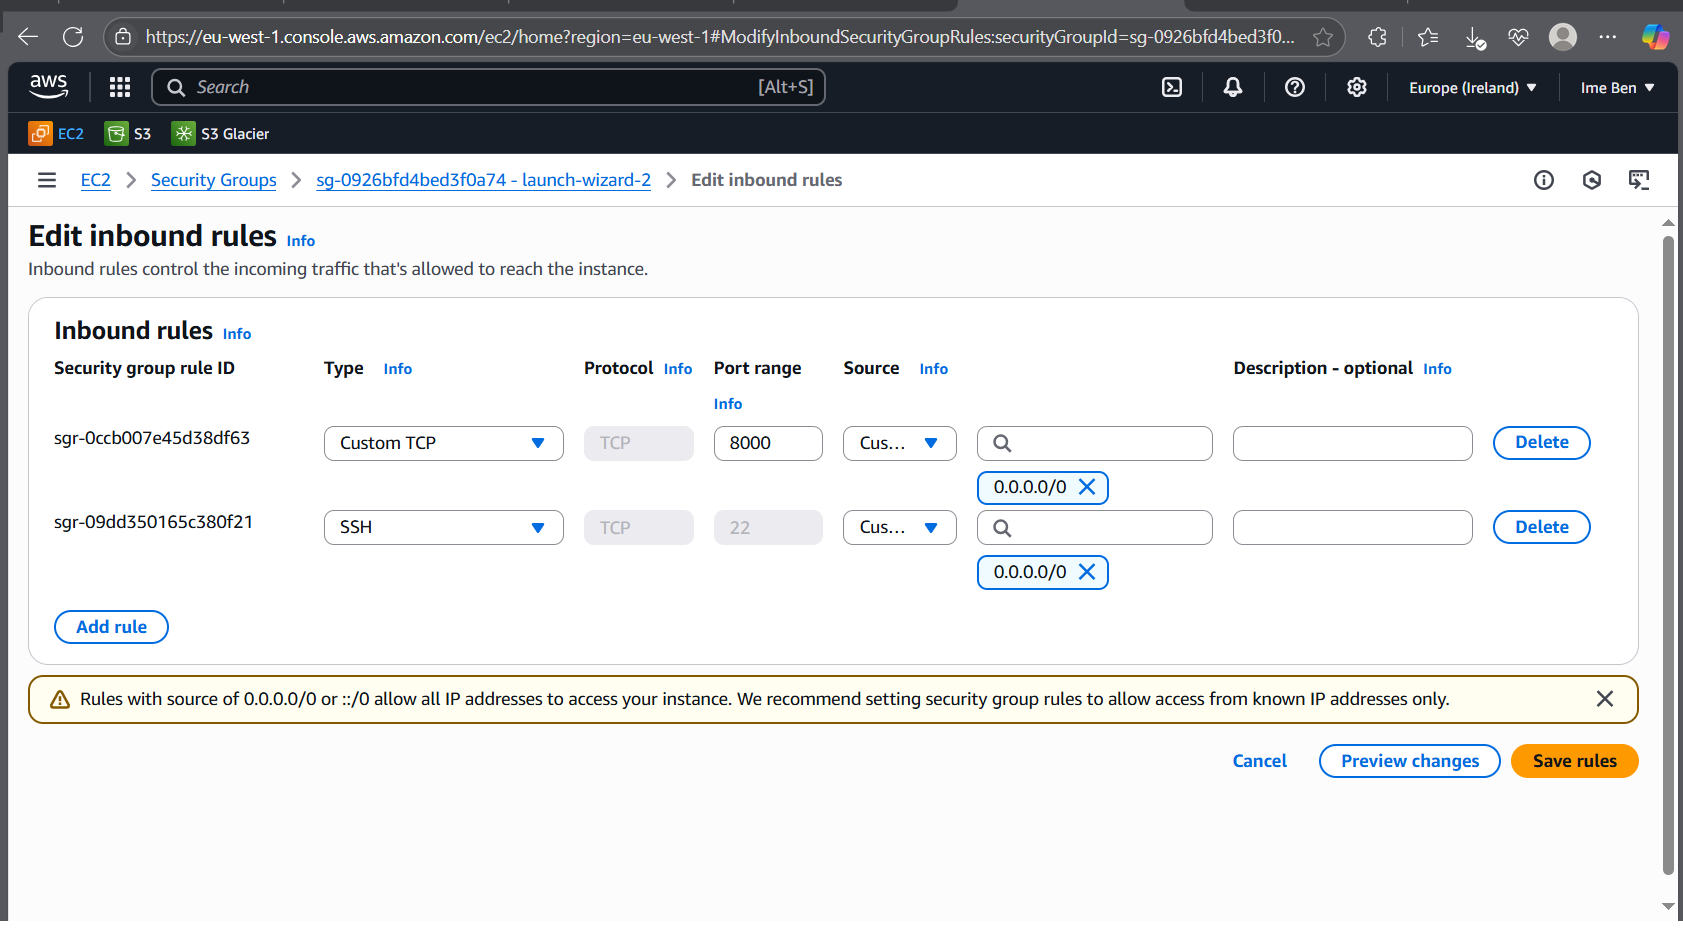 https://eu-west-1.console.aws.amazon.com/ec2/home?region=eu-west-1#ModifyInboundSecurityGroupRules:securityGroupId=sg-0926bfd4bed3f0...
aws Search [Alt+S] Europe (Ireland) Ime Ben
EC2 S3 S3 Glacier
EC2 Security Groups sg-0926bfd4bed3f0a74 - launch-wizard-2 Edit inbound rules
Edit inbound rules Info
Inbound rules control the incoming traffic that's allowed to reach the instance.
Inbound rules Info
Security group rule ID Type Info Protocol Info Port range Source Info Description - optional Info
Info
sgr-0ccb007e45d38df63 Custom TCP TCP 8000 Cus... Delete
0.0.0.0/0
sgr-09dd350165c380f21 SSH TCP 22 Cus... Delete
0.0.0.0/0
Add rule
Rules with source of 0.0.0.0/0 or ::/0 allow all IP addresses to access your instance. We recommend setting security group rules to allow access from known IP addresses only.
Cancel Preview changes Save rules